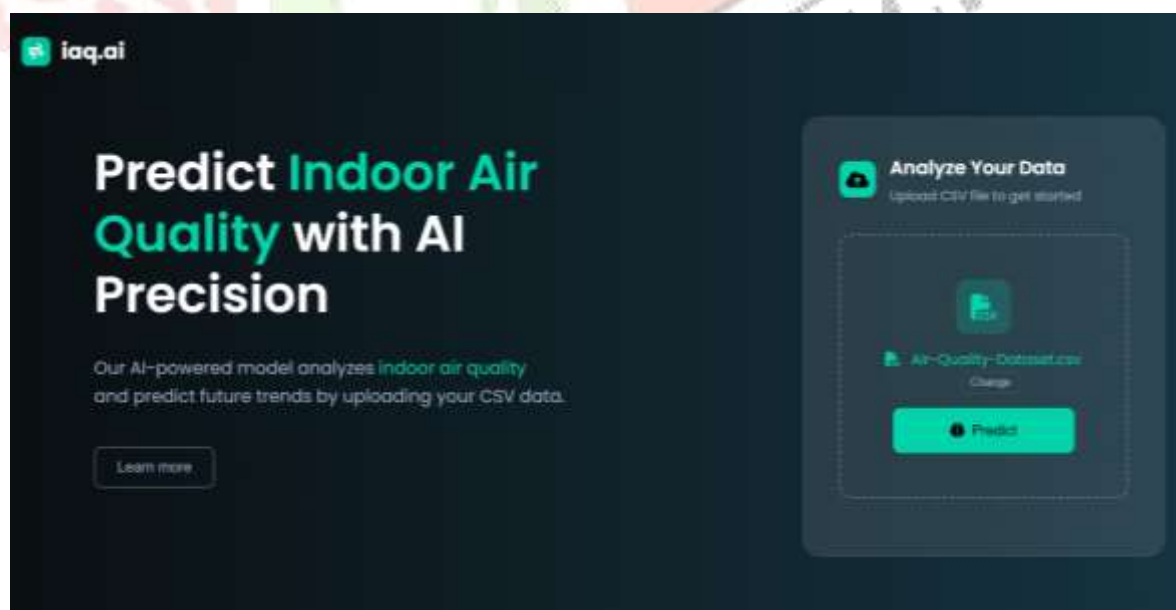 iaq.ai
Predict Indoor Air
Quality with AI
Precision
Our AI-powered model analyzes indoor air quality
and predict future trends by uploading your CSV data.
Learn more
Analyze Your Data
Upload CSV file to get started
Air-Quality-Dataset.csv
Change
Predict